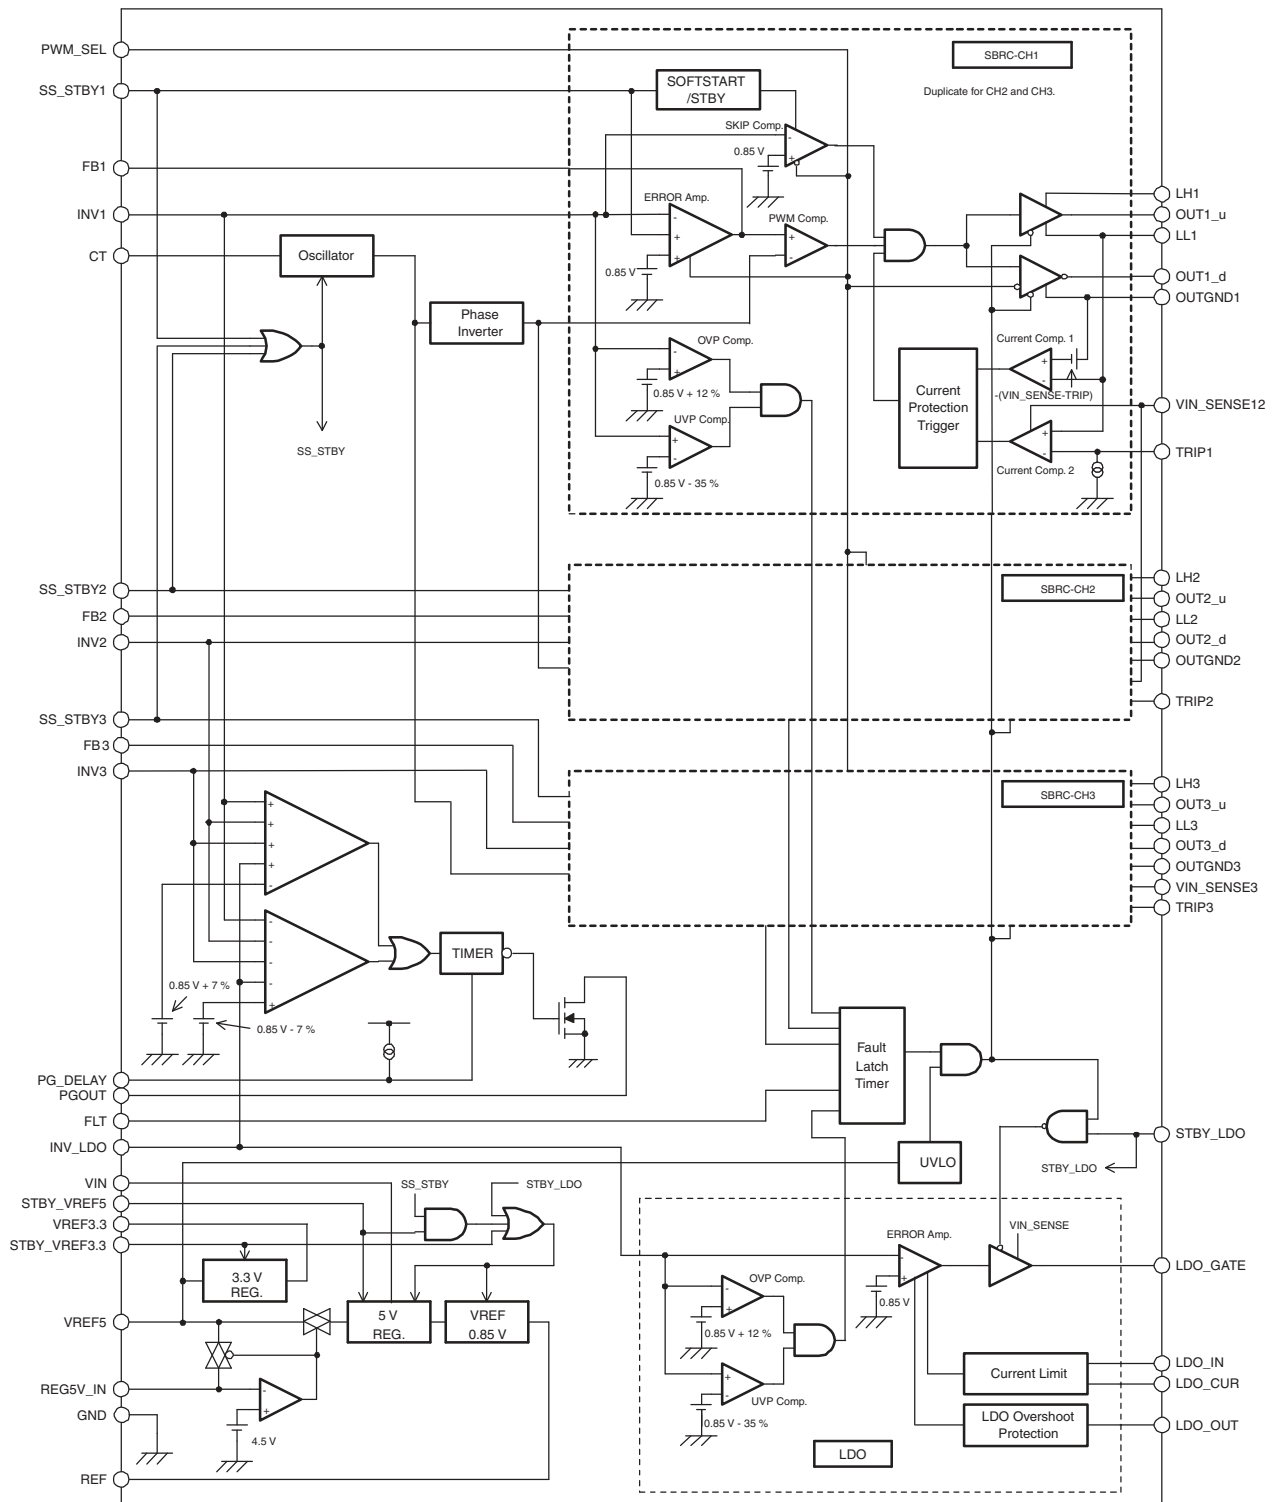 PWM_SEL
SS_STBY1
FB1
INV1
CT
SS_STBY2
FB2
INV2
SS_STBY3
FB3
INV3
PG_DELAY
PGOUT
FLT
INV_LDO
VIN
STBY_VREF5
VREF3.3
STBY_VREF3.3
VREF5
REG5V_IN
GND
REF
SBRC-CH1
Duplicate for CH2 and CH3.
SOFTSTART
/STBY
SKIP Comp.
-
+
0.85 V
ERROR Amp.
-
+
+
0.85 V
PWM Comp.
+
-
Oscillator
Phase
Inverter
SS_STBY
OVP Comp.
-
+
0.85 V + 12 %
UVP Comp.
+
-
0.85 V - 35 %
Current
Protection
Trigger
Current Comp. 1
+
-
-(VIN_SENSE-TRIP)
+
-
Current Comp. 2
LH1
OUT1_u
LL1
OUT1_d
OUTGND1
VIN_SENSE12
TRIP1
SBRC-CH2
LH2
OUT2_u
LL2
OUT2_d
OUTGND2
TRIP2
SBRC-CH3
LH3
OUT3_u
LL3
OUT3_d
OUTGND3
VIN_SENSE3
TRIP3
+
+
+
+
-
-
-
-
-
+
0.85 V + 7 %
0.85 V - 7 %
TIMER
Fault
Latch
Timer
UVLO
STBY_LDO
STBY_LDO
SS_STBY
STBY_LDO
3.3 V
REG.
5 V
REG.
VREF
0.85 V
-
+
4.5 V
ERROR Amp.
-
+
0.85 V
VIN_SENSE
LDO_GATE
OVP Comp.
-
+
0.85 V + 12 %
+
-
UVP Comp.
0.85 V - 35 %
Current Limit
LDO_IN
LDO_CUR
LDO Overshoot
Protection
LDO_OUT
LDO